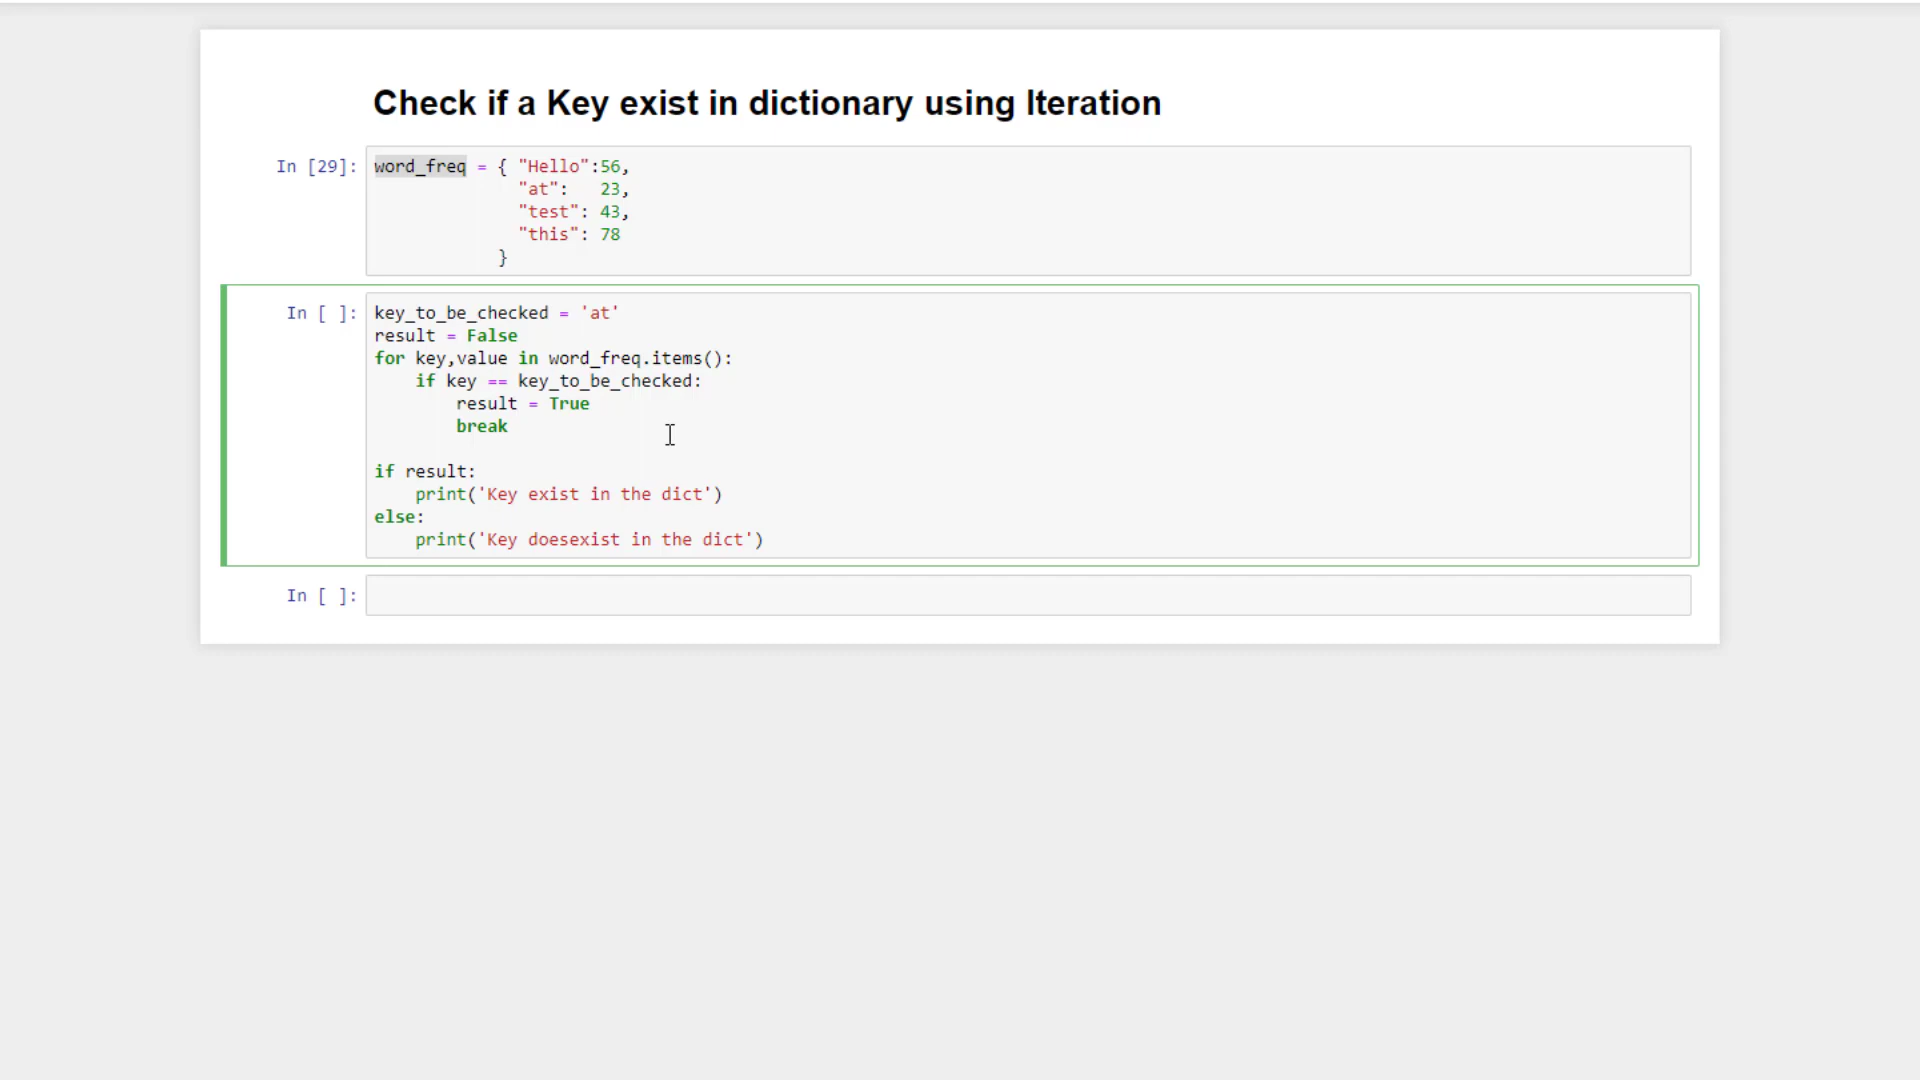 Check if a Key exist in dictionary using Iteration
In [29]: word_freq = { "Hello":56,
"at":   23,
"test": 43,
"this": 78
}
In [ ]: key_to_be_checked = 'at'
result = False
for key,value in word_freq.items():
    if key == key_to_be_checked:
        result = True
        break
if result:
    print('Key exist in the dict')
else:
    print('Key doesexist in the dict')
In [ ]: